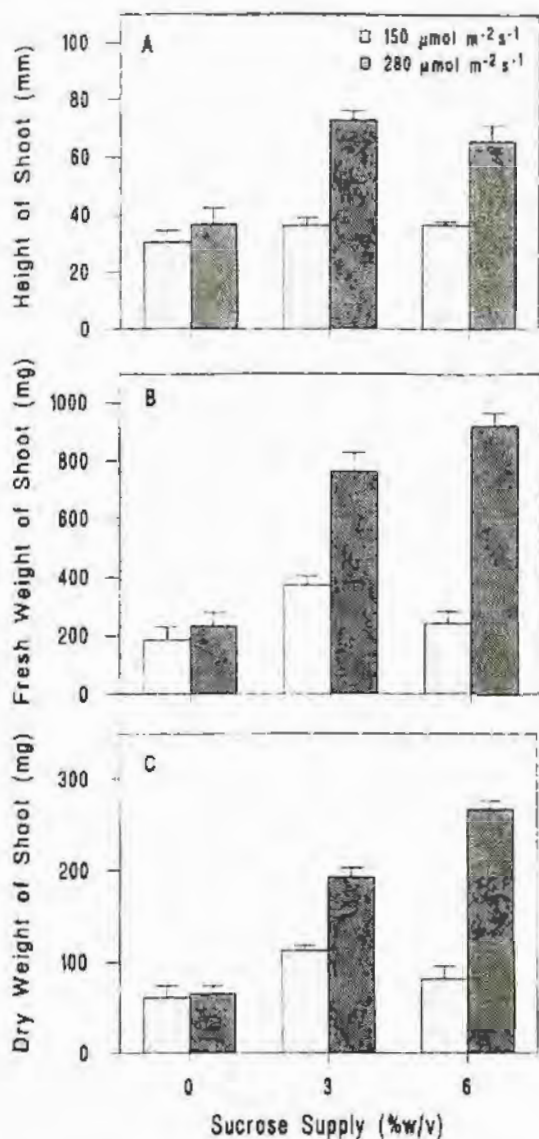 A
150 μmol m⁻² s⁻¹
280 μmol m⁻² s⁻¹
Height of Shoot (mm)
100
80
60
40
20
0
B
Fresh Weight of Shoot (mg)
1000
800
600
400
200
0
C
Dry Weight of Shoot (mg)
300
200
100
0
0 3 6
Sucrose Supply (%w/v)